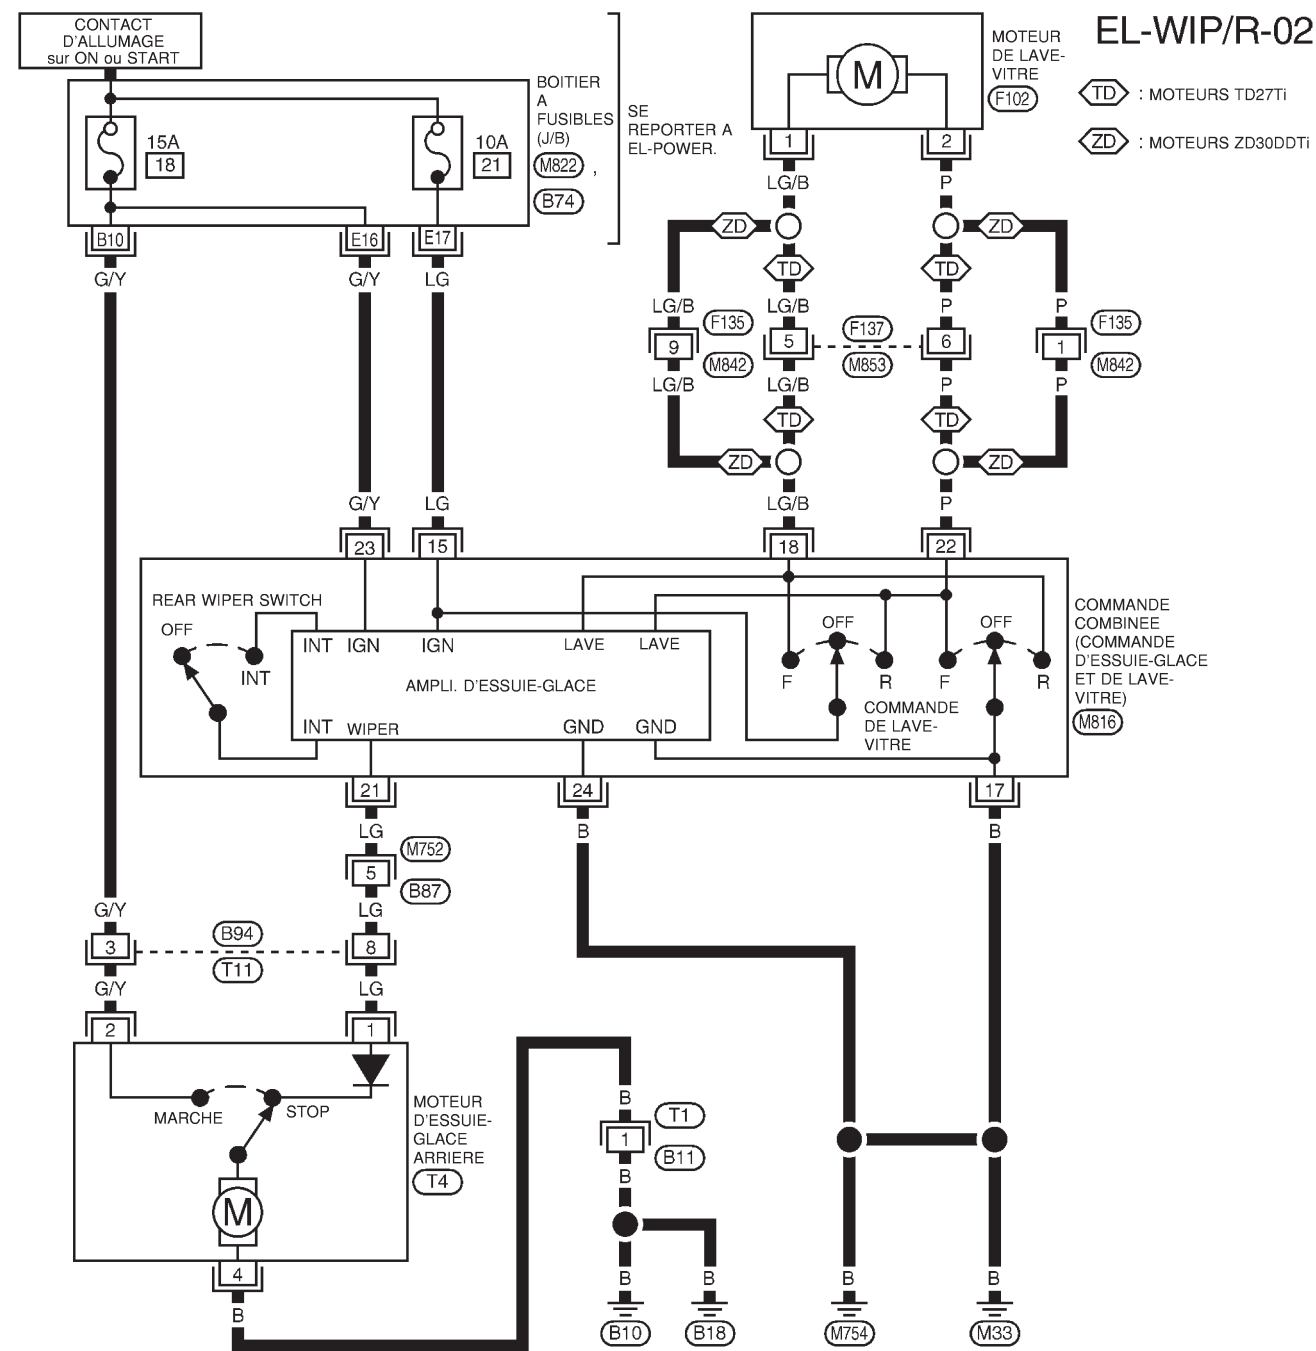 EL-WIP/R-02
CONTACT
D'ALLUMAGE
sur ON ou START
BOITIER
A
FUSIBLES
(J/B)
M822 ,
B74
SE
REPORTER A
EL-POWER.
15A
18
10A
21
B10
E16
E17
G/Y
G/Y
LG
M
MOTEUR
DE LAVE-
VITRE
F102
TD : MOTEURS TD27Ti
ZD : MOTEURS ZD30DDTi
1
2
LG/B
P
ZD
ZD
TD
TD
LG/B
LG/B
P
P
9
F135
M842
5
F137
M853
6
1
F135
M842
LG/B
LG/B
P
P
TD
TD
ZD
ZD
G/Y
LG
LG/B
P
23
15
18
22
REAR WIPER SWITCH
OFF
INT
INT
IGN
IGN
LAVE
LAVE
AMPLI. D'ESSUIE-GLACE
INT
WIPER
GND
GND
OFF
F
R
COMMANDE
DE LAVE-
VITRE
OFF
F
R
COMMANDE
COMBINEE
(COMMANDE
D'ESSUIE-GLACE
ET DE LAVE-
VITRE)
M816
21
24
17
LG
B
B
M752
5
B87
G/Y
LG
3
B94
T11
8
G/Y
LG
2
1
MARCHE
STOP
MOTEUR
D'ESSUIE-
GLACE
ARRIERE
T4
M
4
B
B
T1
1
B11
B
B
B
B
B
B10
B18
M754
M33